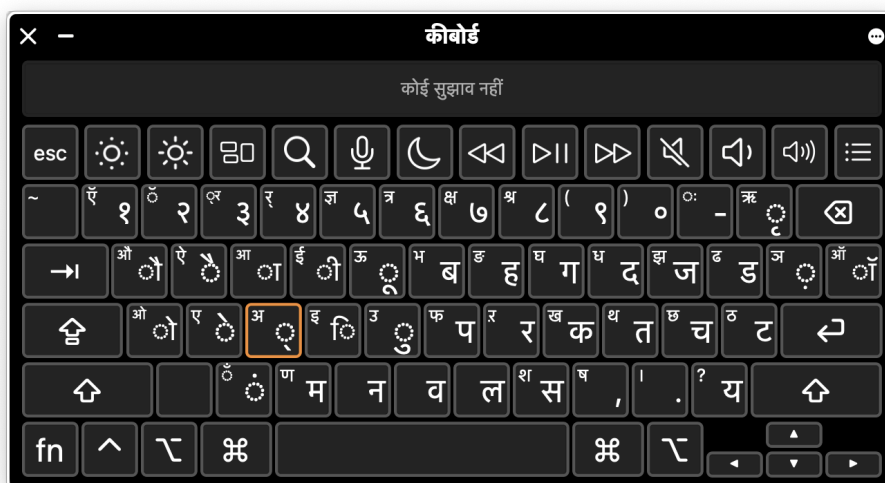 कीबोर्ड
कोई सुझाव नहीं
esc
~ ऍ १ ॅ २ ्र ३ र् ४ ज्ञ ५ त्र ६ क्ष ७ श्र ८ ( ९ ) ० ः - ऋ ृ
औ ौ ऐ ै आ ा ई ी ऊ ू भ ब ङ ह घ ग ध द झ ज ढ ड ञ ़ ऑ ॉ
ओ ो ए े अ ् इ ि उ ु फ प ऱ र ख क थ त छ च ठ ट
ँ ं ण म न व ल श स ष , । . ? य
fn ^ ⌥ ⌘ ⌘ ⌥